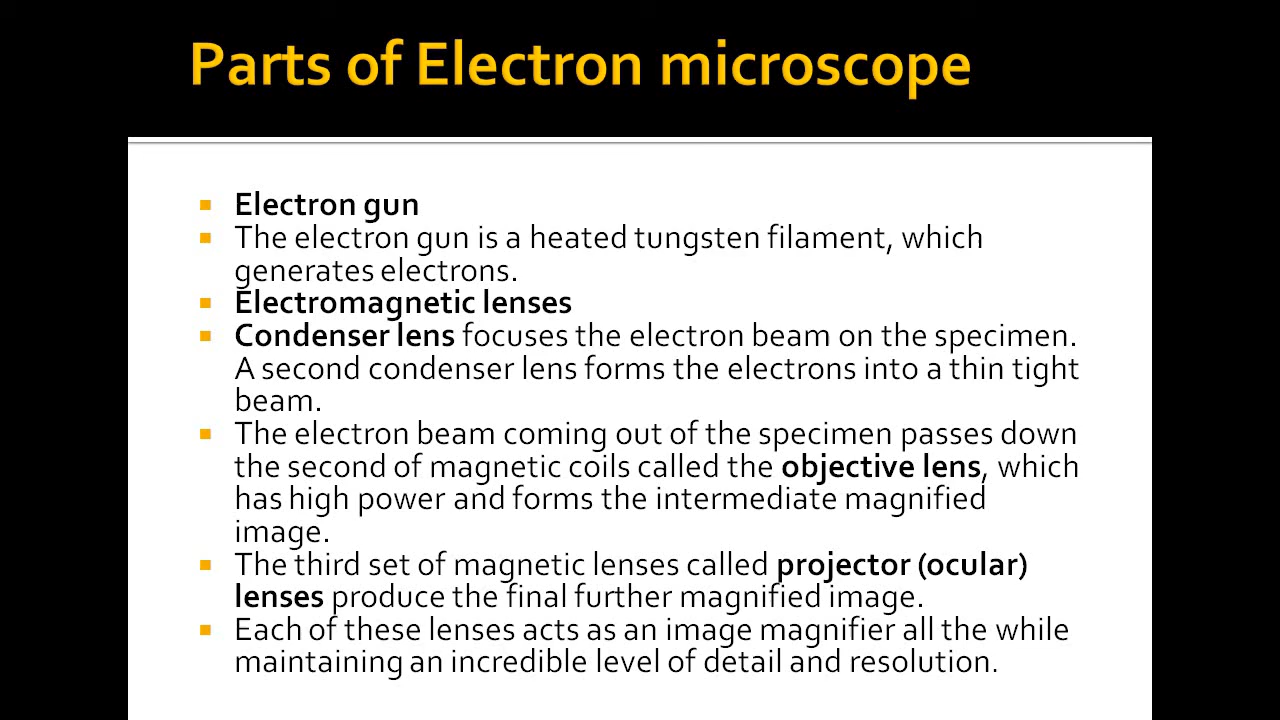 Parts of Electron microscope
Electron gun
The electron gun is a heated tungsten filament, which
generates electrons.
Electromagnetic lenses
Condenser lens focuses the electron beam on the specimen.
A second condenser lens forms the electrons into a thin tight
beam.
The electron beam coming out of the specimen passes down
the second of magnetic coils called the objective lens, which
has high power and forms the intermediate magnified
image.
The third set of magnetic lenses called projector (ocular)
lenses produce the final further magnified image.
Each of these lenses acts as an image magnifier all the while
maintaining an incredible level of detail and resolution.